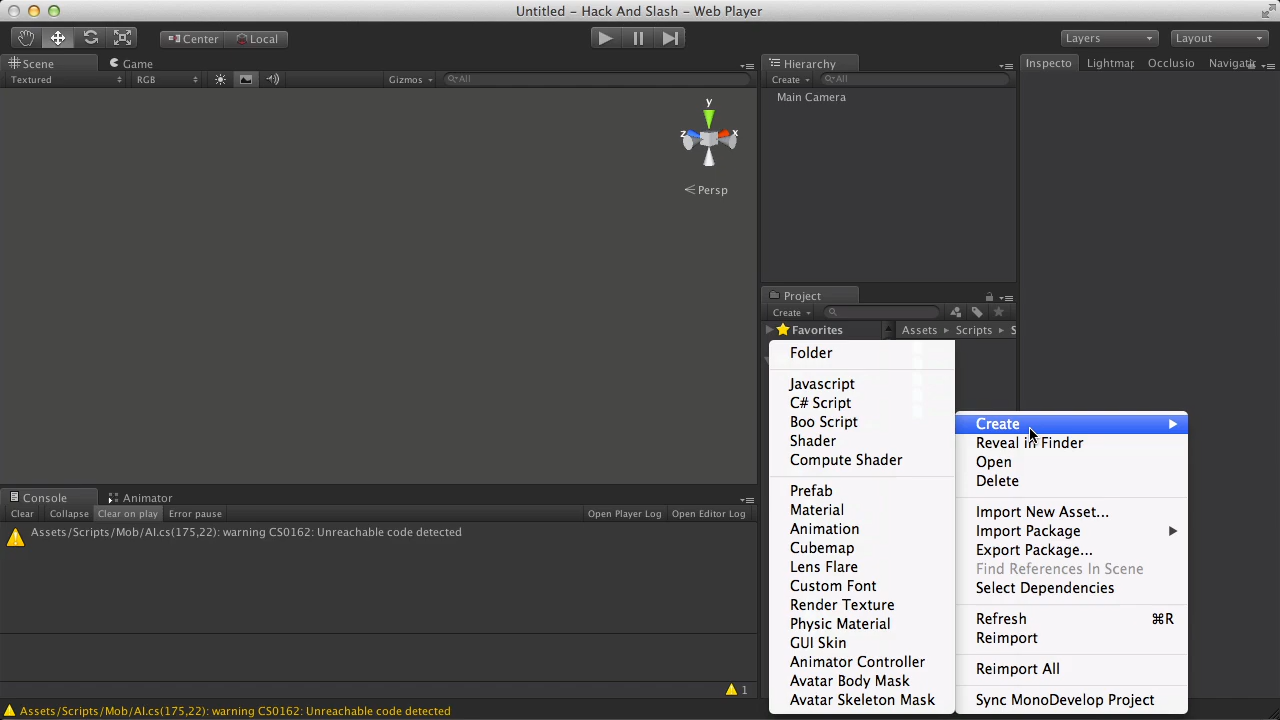 Untitled – Hack And Slash – Web Player
Center Local
Layers Layout
Scene Game
Textured RGB Gizmos All
y
z x
Persp
Hierarchy
Create All
Main Camera
Inspecto Lightmap Occlusio
Project
Create
Favorites Assets ▸ Scripts ▸ S
Folder
Javascript
C# Script
Boo Script
Shader
Compute Shader
Prefab
Material
Animation
Cubemap
Lens Flare
Custom Font
Render Texture
Physic Material
GUI Skin
Animator Controller
Avatar Body Mask
Avatar Skeleton Mask
Create
Reveal in Finder
Open
Delete
Import New Asset...
Import Package
Export Package...
Find References In Scene
Select Dependencies
Refresh ⌘R
Reimport
Reimport All
Sync MonoDevelop Project
Console Animator
Clear Collapse Clear on play Error pause Open Player Log Open Editor Log
Assets/Scripts/Mob/AI.cs(175,22): warning CS0162: Unreachable code detected
1
Assets/Scripts/Mob/AI.cs(175,22): warning CS0162: Unreachable code detected